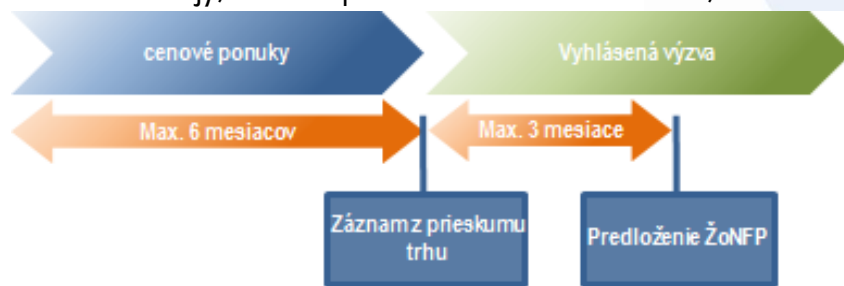 cenové ponuky
Vyhlásená výzva
Max. 6 mesiacov
Max. 3 mesiace
Záznam z prieskumu
trhu
Predloženie ŽoNFP